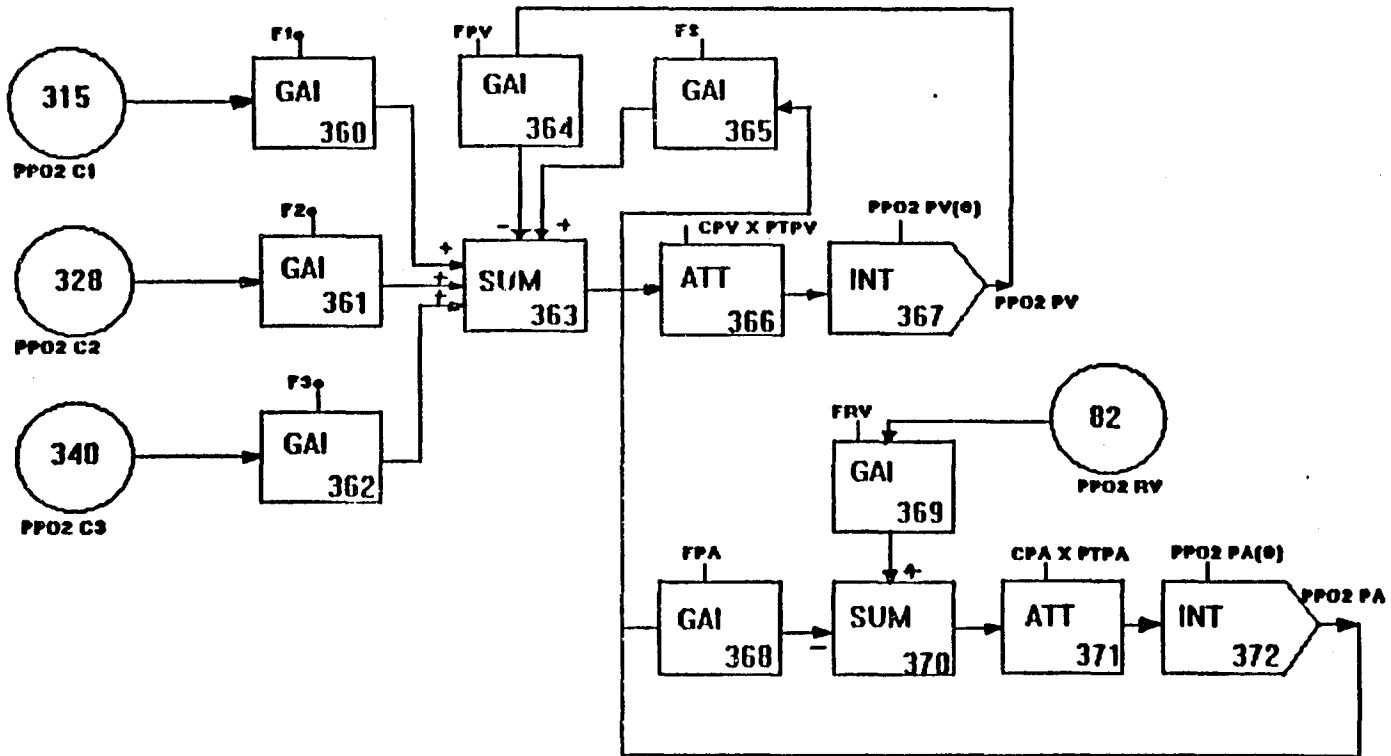 F1
FPV
FS
315
GAI
360
GAI
364
GAI
365
PPO2 C1
F2
PPO2 PV(0)
- +
CPV X PTPV
328
GAI
361
+
+
+
SUM
363
ATT
366
INT
367
PPO2 PV
PPO2 C2
F3
340
GAI
362
FRV
82
GAI
369
PPO2 RV
PPO2 C3
FPA
+
CPA X PTPA
PPO2 PA(0)
PPO2 PA
GAI
368
-
SUM
370
ATT
371
INT
372